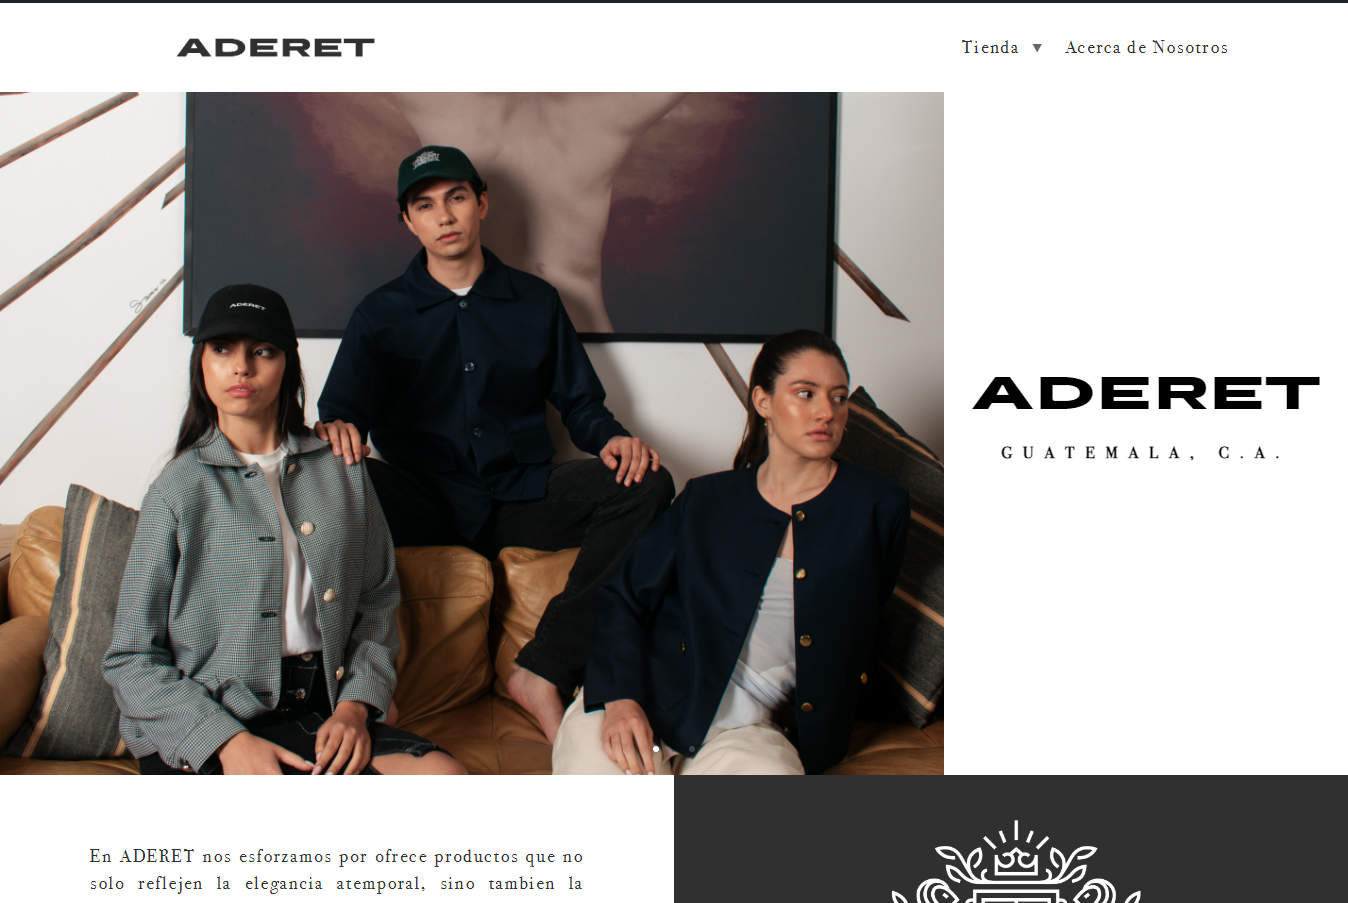 ADERET
Tienda ▼ Acerca de Nosotros
ADERET
ADERET
GUATEMALA, C.A.
En ADERET nos esforzamos por ofrece productos que no
solo reflejen la elegancia atemporal, sino tambien la